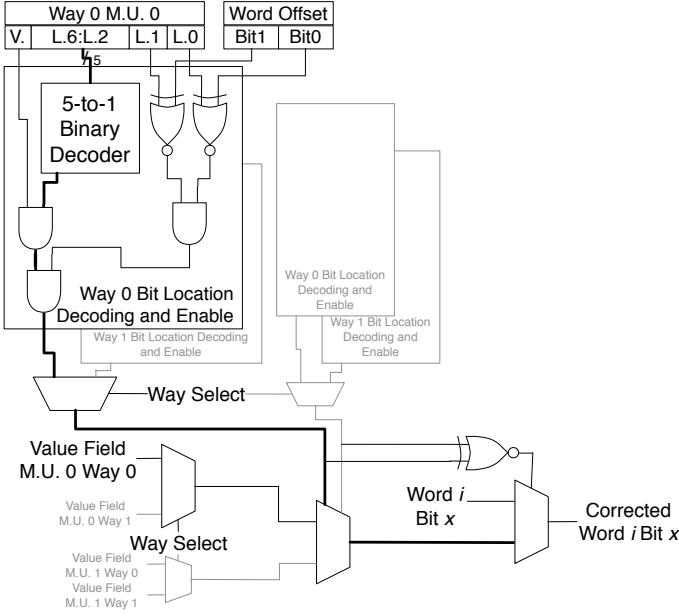 Way 0 M.U. 0
Word Offset
V.
L.6:L.2
L.1
L.0
Bit1
Bit0
5
5-to-1
Binary
Decoder
Way 0 Bit Location
Decoding and Enable
Way 1 Bit Location Decoding
and Enable
Way 0 Bit Location
Decoding and
Enable
Way 1 Bit Location
Decoding and
Enable
Way Select
Value Field
M.U. 0 Way 0
Value Field
M.U. 0 Way 1
Way Select
Value Field
M.U. 1 Way 0
Value Field
M.U. 1 Way 1
Word i
Bit x
Corrected
Word i Bit x